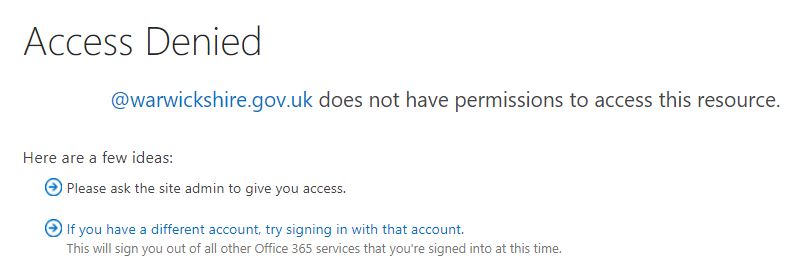 Access Denied
@warwickshire.gov.uk does not have permissions to access this resource.
Here are a few ideas:
Please ask the site admin to give you access.
If you have a different account, try signing in with that account.
This will sign you out of all other Office 365 services that you're signed into at this time.